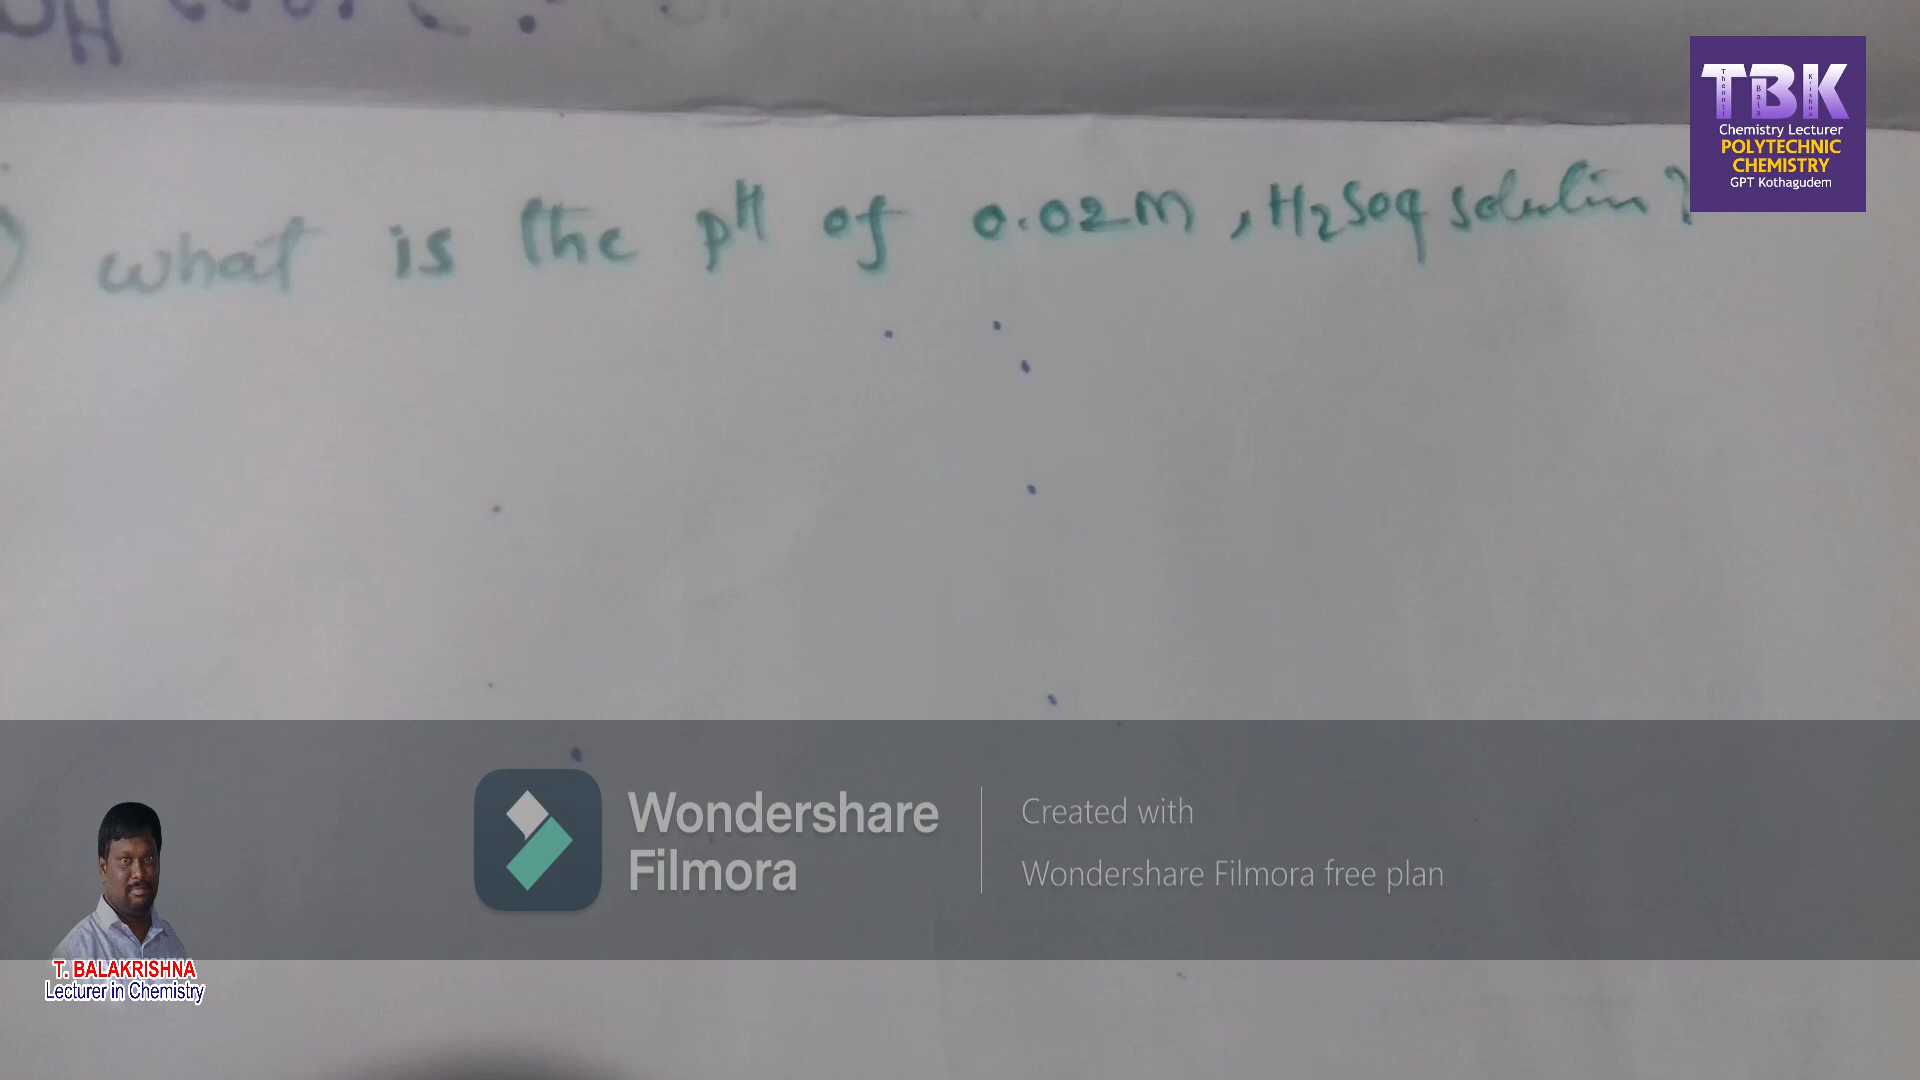 what is the pH of 0.02M, H2SO4 solution?
TBK
Chemistry Lecturer
POLYTECHNIC
CHEMISTRY
GPT Kothagudem
Wondershare
Filmora
Created with
Wondershare Filmora free plan
T. BALAKRISHNA
Lecturer in Chemistry